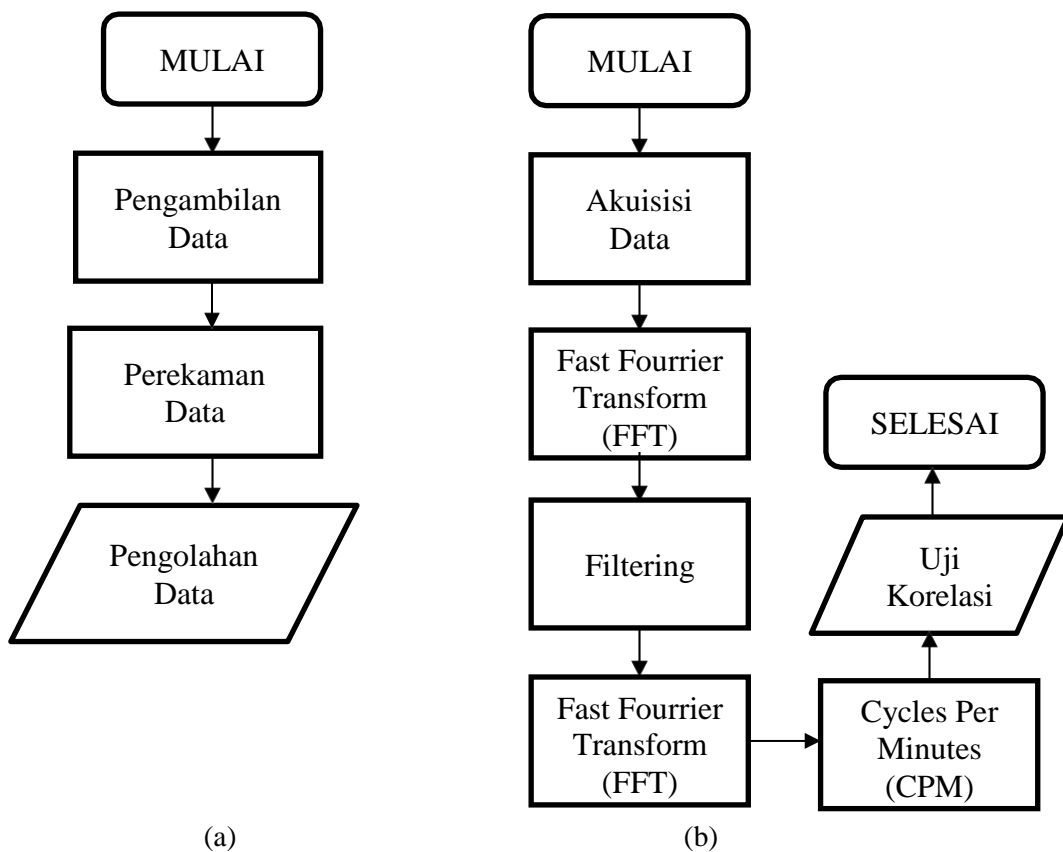 MULAI
Pengambilan
Data
Perekaman
Data
Pengolahan
Data
(a)
MULAI
Akuisisi
Data
Fast Fourrier
Transform
(FFT)
Filtering
Fast Fourrier
Transform
(FFT)
Cycles Per
Minutes
(CPM)
Uji
Korelasi
SELESAI
(b)